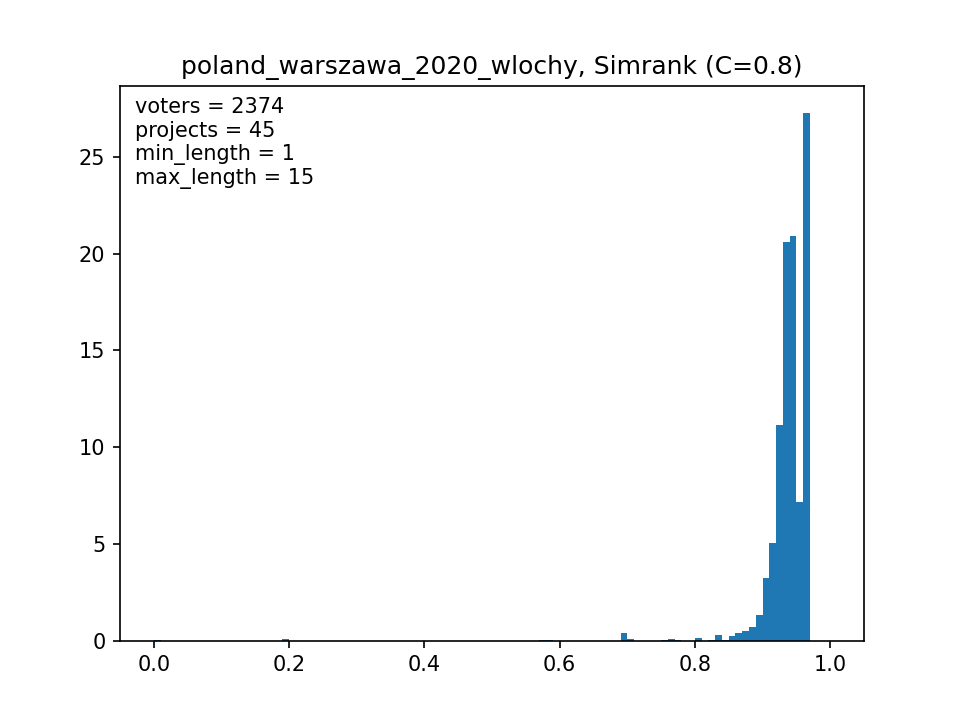 poland_warszawa_2020_wlochy, Simrank (C=0.8)
voters = 2374
projects = 45
min_length = 1
max_length = 15
25
20
15
10
5
0
0.0 0.2 0.4 0.6 0.8 1.0